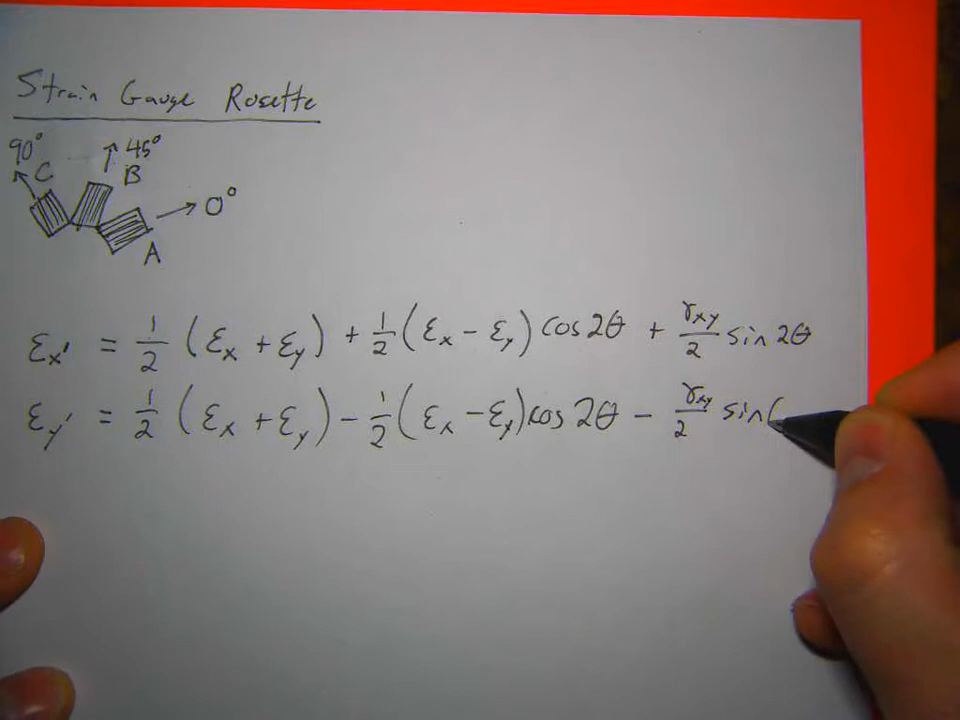 Strain Gauge Rosette
90° C
45° B
0°
A
εx' = 1/2 (εx + εy) + 1/2 (εx - εy) cos 2θ + γxy/2 sin 2θ
εy' = 1/2 (εx + εy) - 1/2 (εx - εy) cos 2θ - γxy/2 sin(